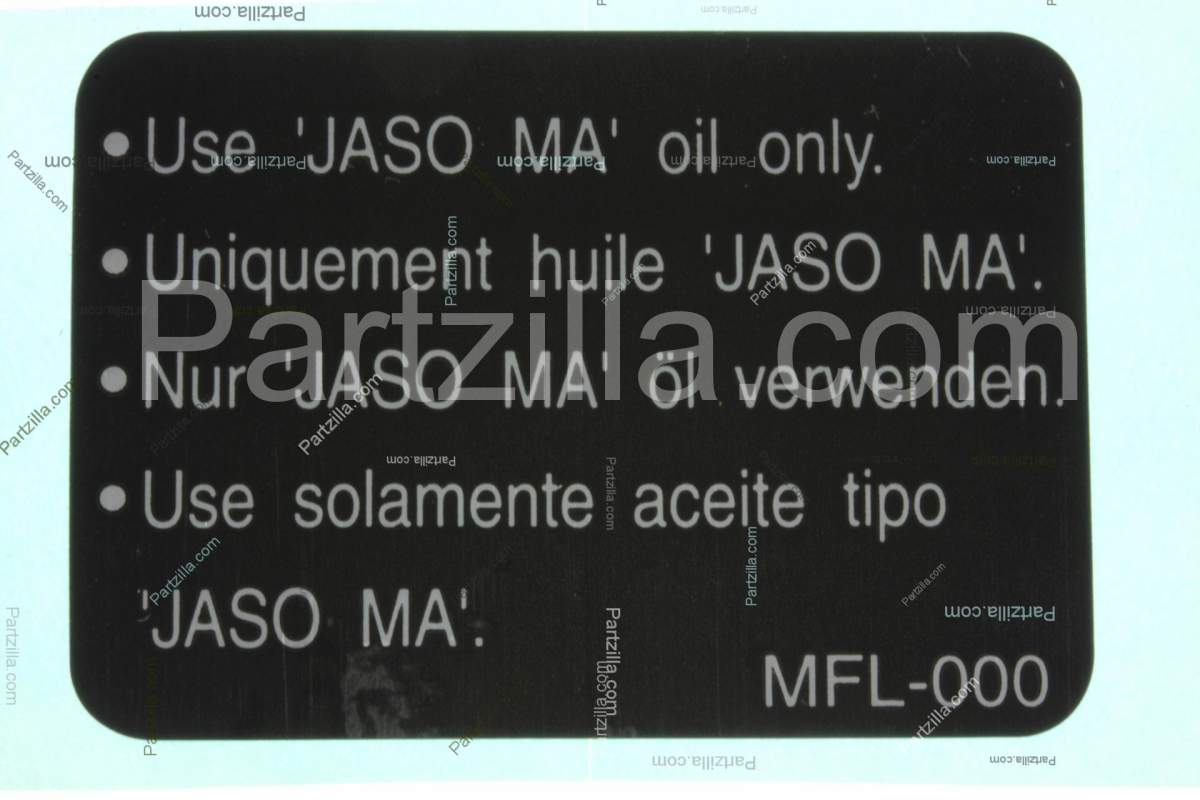 • Use 'JASO MA' oil only.
• Uniquement huile 'JASO MA'.
Partzilla.com
• Nur 'JASO MA' öl verwenden.
• Use solamente aceite tipo
'JASO MA'.
MFL-000